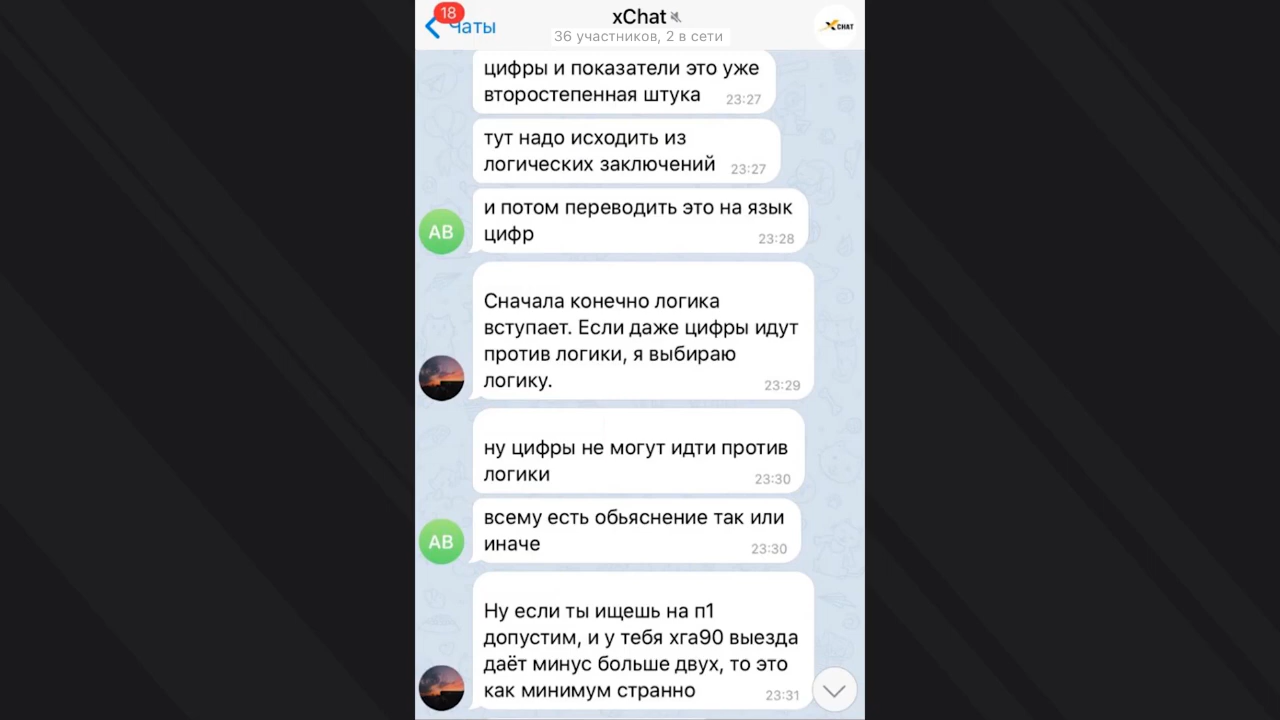 18
Чаты
xChat
36 участников, 2 в сети
XCHAT
цифры и показатели это уже
второстепенная штука 23:27
тут надо исходить из
логических заключений 23:27
и потом переводить это на язык
цифр 23:28
АВ
Сначала конечно логика
вступает. Если даже цифры идут
против логики, я выбираю
логику. 23:29
ну цифры не могут идти против
логики 23:30
всему есть обьяснение так или
иначе 23:30
АВ
Ну если ты ищешь на п1
допустим, и у тебя хга90 выезда
даёт минус больше двух, то это
как минимум странно 23:31